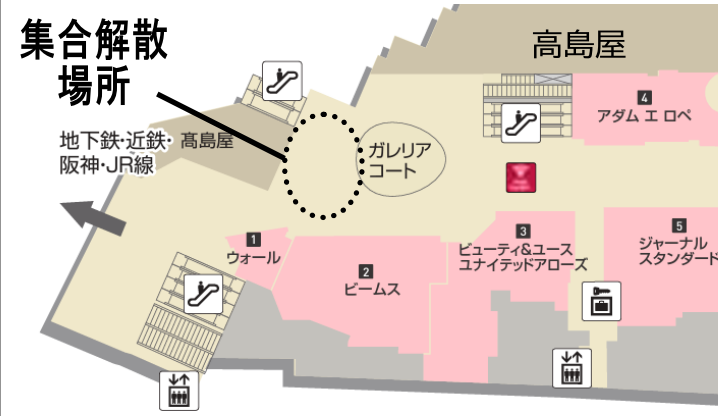 集合解散
場所
高島屋
4
アダム エ ロペ
地下鉄・近鉄・
阪神・JR線
髙島屋
ガレリア
コート
1
ウォール
2
ビームス
3
ビューティ&ユース
ユナイテッドアローズ
5
ジャーナル
スタンダード